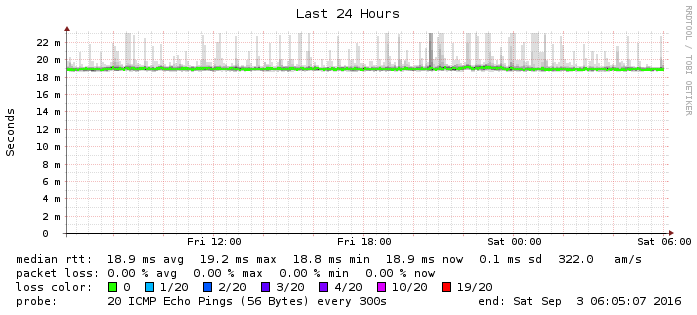 Last 24 Hours
RRDTOOL / TOBI OETIKER
Seconds
22 m
20 m
18 m
16 m
14 m
12 m
10 m
8 m
6 m
4 m
2 m
0
Fri 12:00 Fri 18:00 Sat 00:00 Sat 06:00
median rtt: 18.9 ms avg 19.2 ms max 18.8 ms min 18.9 ms now 0.1 ms sd 322.0 am/s
packet loss: 0.00 % avg 0.00 % max 0.00 % min 0.00 % now
loss color: 0 1/20 2/20 3/20 4/20 10/20 19/20
probe: 20 ICMP Echo Pings (56 Bytes) every 300s end: Sat Sep 3 06:05:07 2016